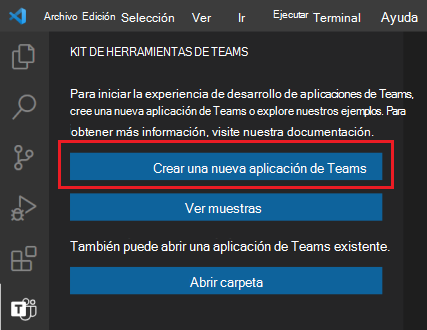 Archivo Edición Selección Ver Ir Ejecutar Terminal Ayuda
KIT DE HERRAMIENTAS DE TEAMS
Para iniciar la experiencia de desarrollo de aplicaciones de Teams,
cree una nueva aplicación de Teams o explore nuestros ejemplos. Para
obtener más información, visite nuestra documentación.
Crear una nueva aplicación de Teams
Ver muestras
También puede abrir una aplicación de Teams existente.
Abrir carpeta
T